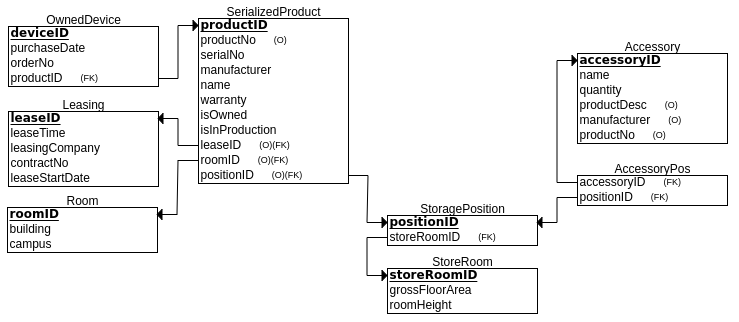 OwnedDevice
deviceID
purchaseDate
orderNo
productID (FK)
Leasing
leaseID
leaseTime
leasingCompany
contractNo
leaseStartDate
Room
roomID
building
campus
SerializedProduct
productID
productNo (O)
serialNo
manufacturer
name
warranty
isOwned
isInProduction
leaseID (O)(FK)
roomID (O)(FK)
positionID (O)(FK)
StoragePosition
positionID
storeRoomID (FK)
StoreRoom
storeRoomID
grossFloorArea
roomHeight
Accessory
accessoryID
name
quantity
productDesc (O)
manufacturer (O)
productNo (O)
AccessoryPos
accessoryID (FK)
positionID (FK)